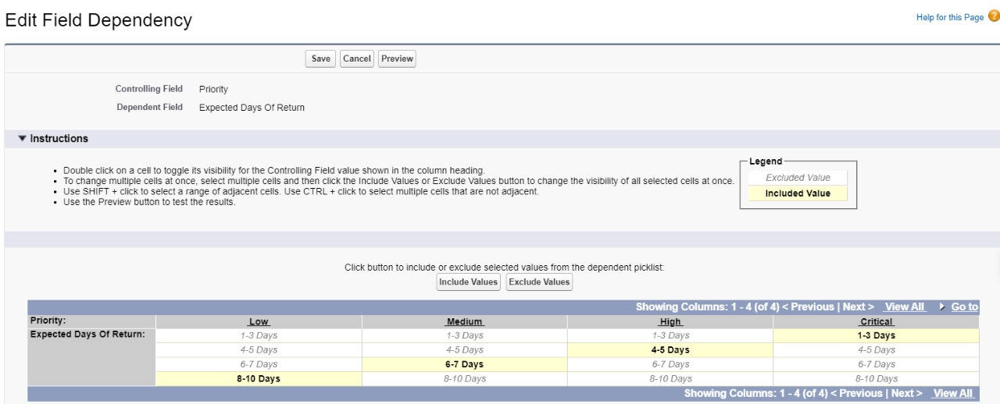 Edit Field Dependency
Help for this Page ?
Save Cancel Preview
Controlling Field Priority
Dependent Field Expected Days Of Return
Instructions
• Double click on a cell to toggle its visibility for the Controlling Field value shown in the column heading.
• To change multiple cells at once, select multiple cells and then click the Include Values or Exclude Values button to change the visibility of all selected cells at once.
• Use SHIFT + click to select a range of adjacent cells. Use CTRL + click to select multiple cells that are not adjacent.
• Use the Preview button to test the results.
Legend
Excluded Value
Included Value
Click button to include or exclude selected values from the dependent picklist:
Include Values Exclude Values
Showing Columns: 1 - 4 (of 4) < Previous | Next > View All Go to
Priority: Low Medium High Critical
Expected Days Of Return: 1-3 Days 1-3 Days 1-3 Days 1-3 Days
4-5 Days 4-5 Days 4-5 Days 4-5 Days
6-7 Days 6-7 Days 6-7 Days 6-7 Days
8-10 Days 8-10 Days 8-10 Days 8-10 Days
Showing Columns: 1 - 4 (of 4) < Previous | Next > View All